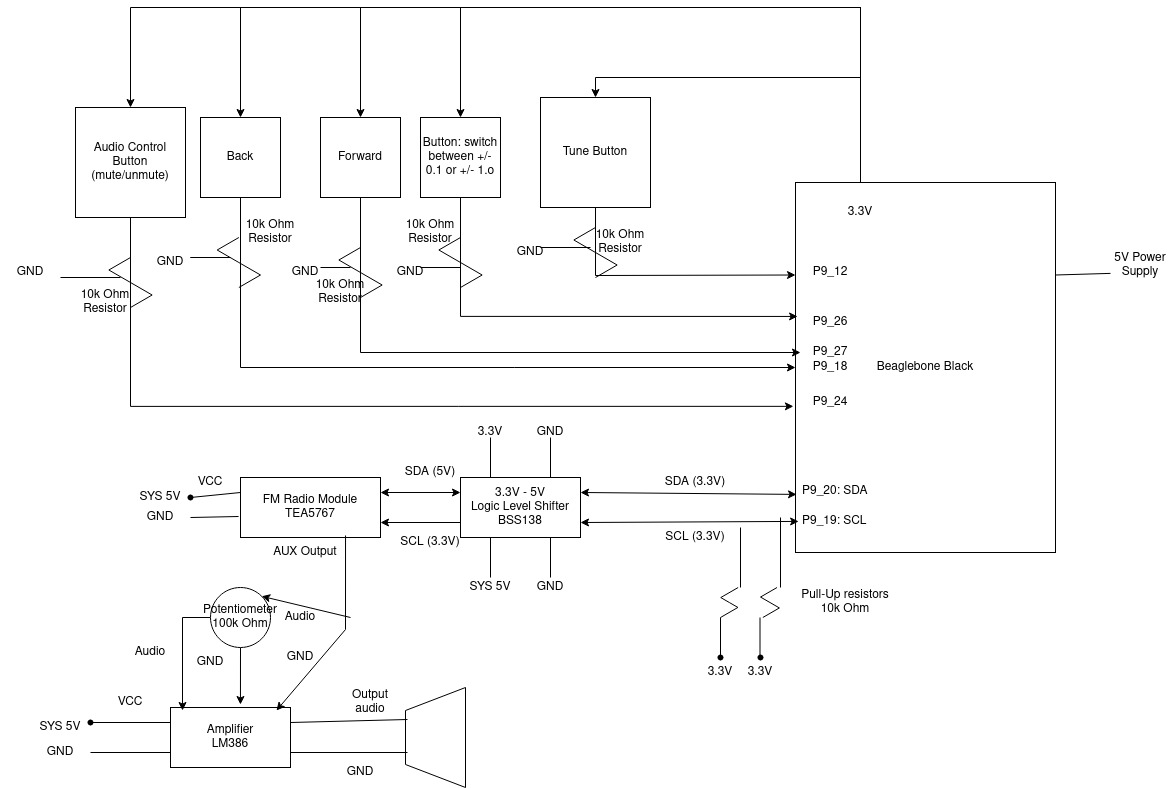 Audio Control
Button
(mute/unmute)
Back
Forward
Button: switch
between +/-
0.1 or +/- 1.o
Tune Button
3.3V
10k Ohm
Resistor
10k Ohm
Resistor
10k Ohm
Resistor
GND
GND
GND
GND
GND
10k Ohm
Resistor
10k Ohm
Resistor
5V Power
Supply
P9_12
P9_26
P9_27
P9_18
Beaglebone Black
P9_24
3.3V
GND
SDA (5V)
SDA (3.3V)
P9_20: SDA
VCC
SYS 5V
GND
FM Radio Module
TEA5767
3.3V - 5V
Logic Level Shifter
BSS138
P9_19: SCL
SCL (3.3V)
SCL (3.3V)
AUX Output
SYS 5V
GND
Pull-Up resistors
10k Ohm
Potentiometer
100k Ohm
Audio
Audio
GND
GND
3.3V
3.3V
VCC
Output
audio
SYS 5V
GND
Amplifier
LM386
GND